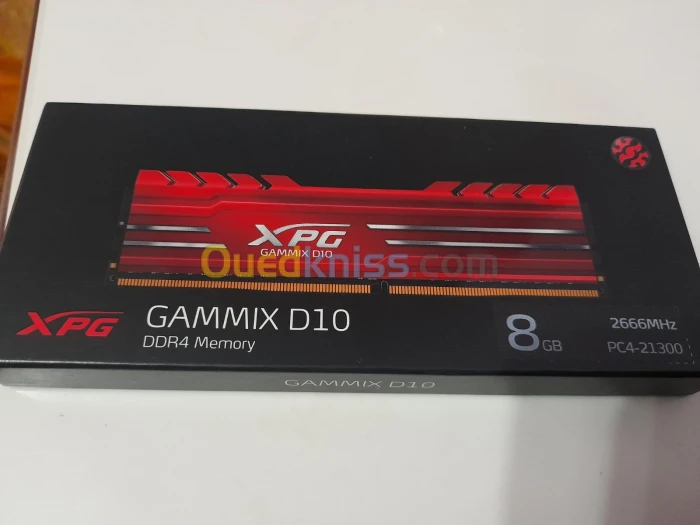 XPG
GAMMIX D10
Ouedkniss.com
XPG
GAMMIX D10
DDR4 Memory
8GB
2666MHz
PC4-21300
GAMMIX D10